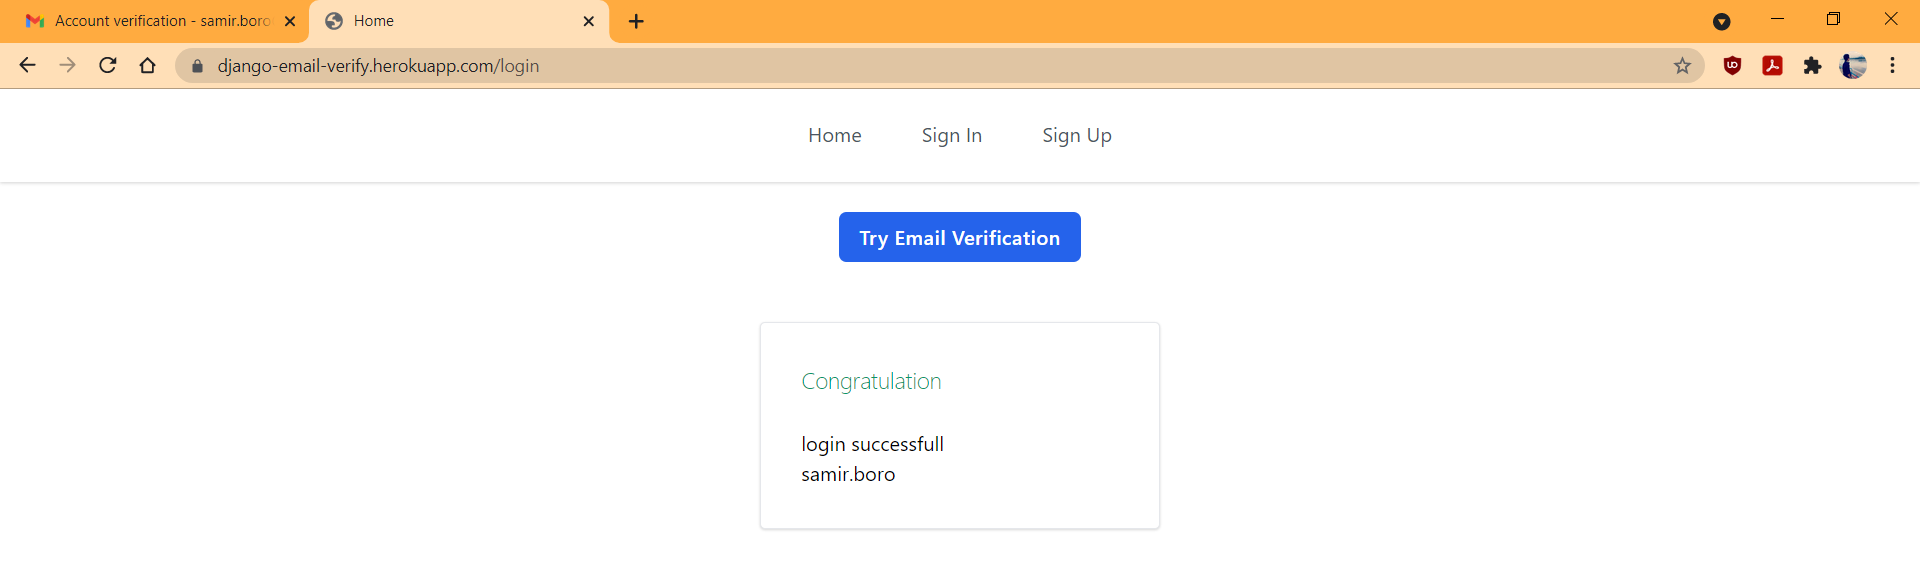 Account verification - samir.boro
Home
django-email-verify.herokuapp.com/login
Home Sign In Sign Up
Try Email Verification
Congratulation
login successfull
samir.boro